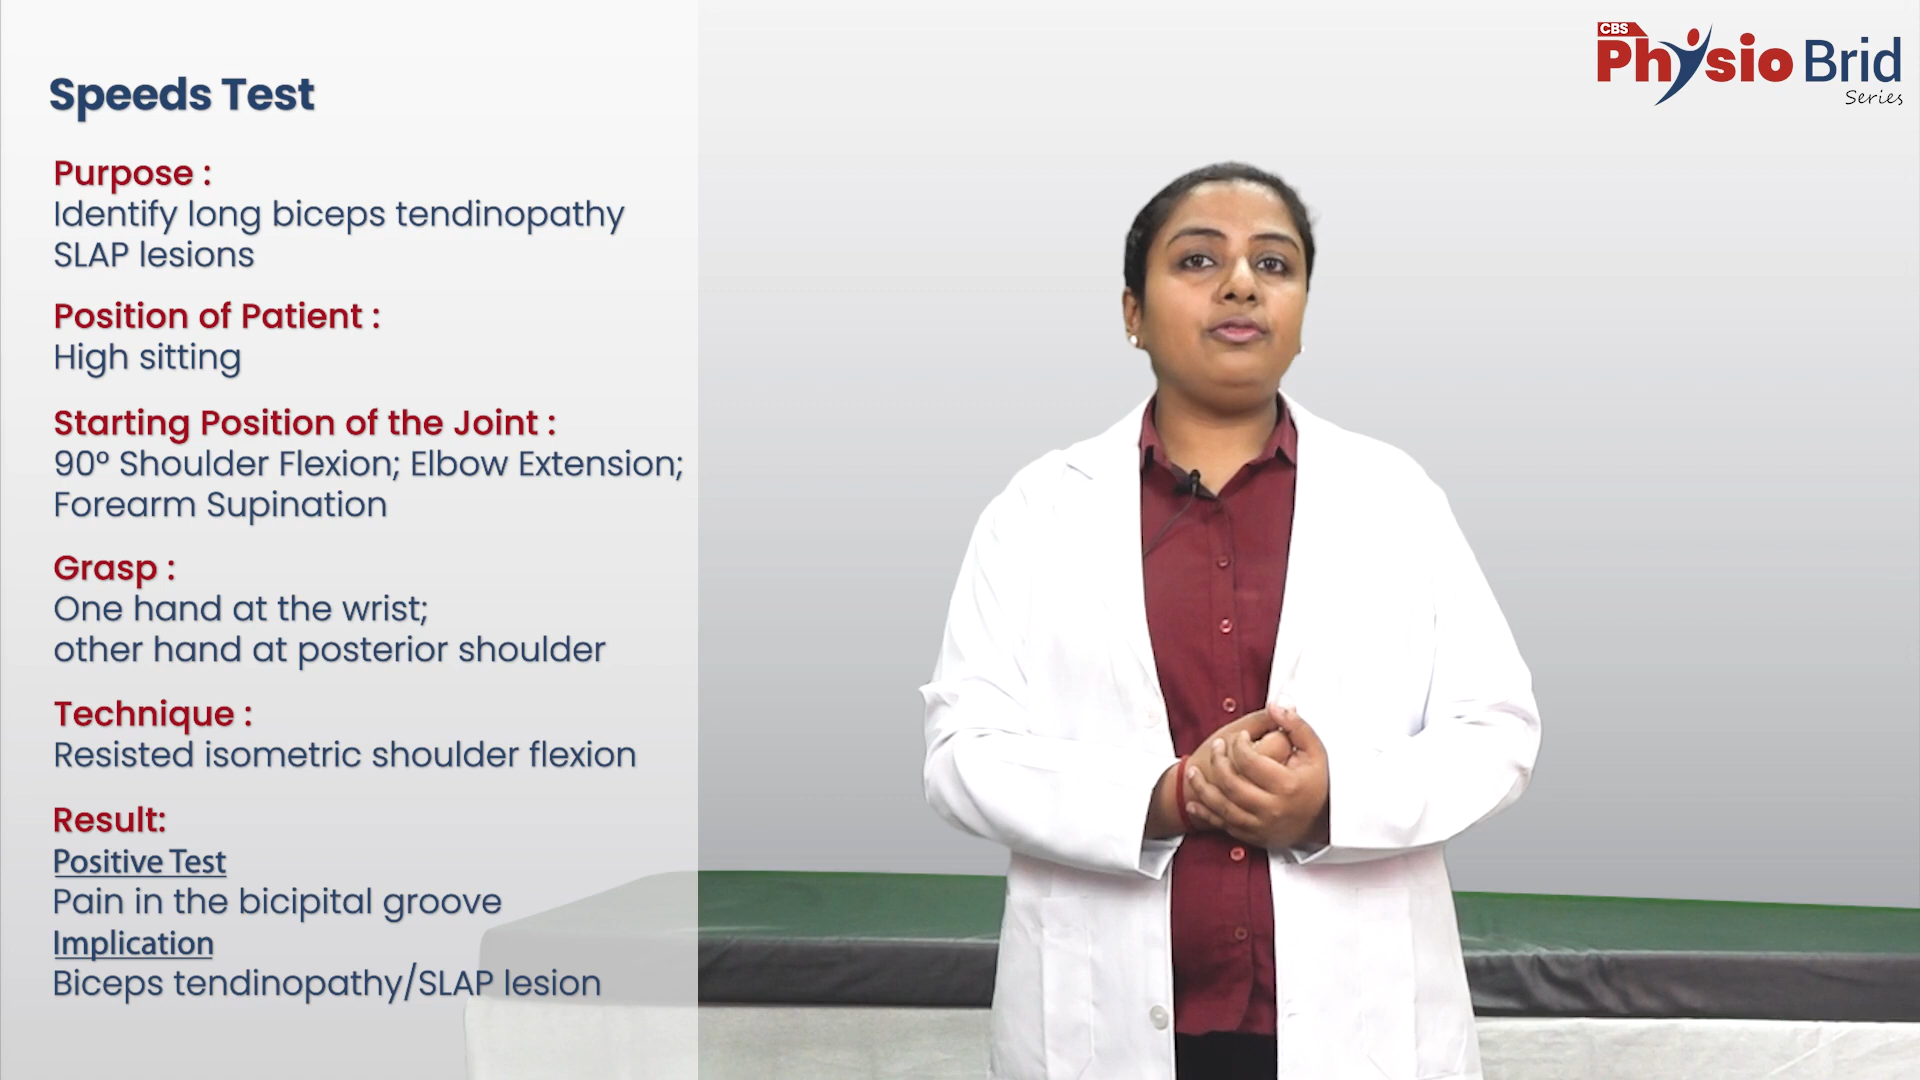 Speeds Test
Purpose :
Identify long biceps tendinopathy
SLAP lesions
Position of Patient :
High sitting
Starting Position of the Joint :
90° Shoulder Flexion; Elbow Extension;
Forearm Supination
Grasp :
One hand at the wrist;
other hand at posterior shoulder
Technique :
Resisted isometric shoulder flexion
Result:
Positive Test
Pain in the bicipital groove
Implication
Biceps tendinopathy/SLAP lesion
CBS
Physio Brid
Series